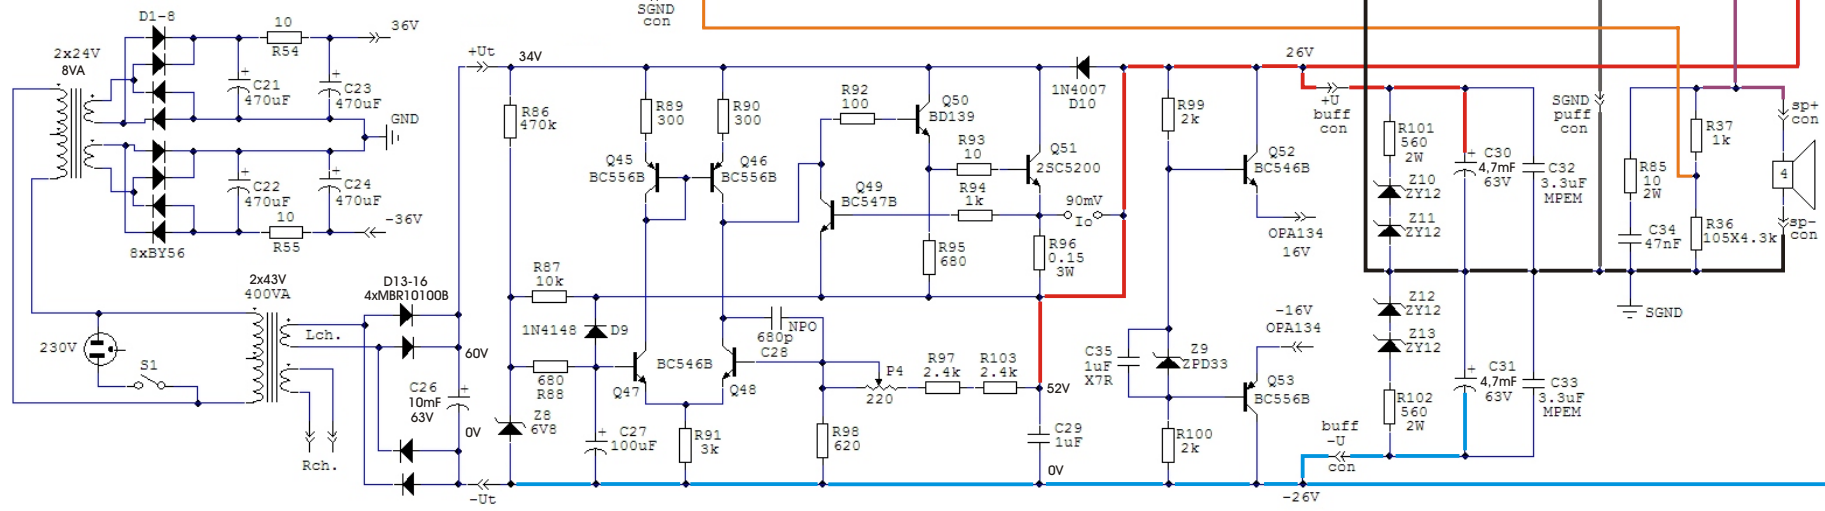 D1-8
10
R54
36V
2x24V
8VA
C21
470uF
C23
470uF
GND
C22
470uF
C24
470uF
10
R55
-36V
8xBY56
2x43V
400VA
D13-16
4xMBR10100B
Lch.
230V
S1
Rch.
60V
C26
10mF
63V
0V
+Ut
-Ut
34V
R86
470k
R89
300
R90
300
Q45
BC556B
Q46
BC556B
R92
100
Q50
BD139
Q49
BC547B
R93
10
R94
1k
Q51
2SC5200
90mV
Io
R95
680
R96
0.15
3W
1N4007
D10
R87
10k
1N4148
D9
680
R88
Z8
6V8
C27
100uF
Q47
BC546B
Q48
R91
3k
NPO
680p
C28
P4
220
R97
2.4k
R103
2.4k
R98
620
52V
C29
1uF
0V
SGND
con
R99
2k
Q52
BC546B
OPA134
16V
-16V
OPA134
C35
1uF
X7R
Z9
ZPD33
Q53
BC556B
R100
2k
26V
-26V
+U
buff
con
R101
560
2W
Z10
ZY12
Z11
ZY12
C30
4,7mF
63V
C32
3.3uF
MPEM
SGND
puff
con
R85
10
2W
C34
47nF
R37
1k
R36
105X4.3k
sp+
con
4
sp-
con
SGND
Z12
ZY12
Z13
ZY12
C31
4,7mF
63V
C33
3.3uF
MPEM
R102
560
2W
buff
-U
con